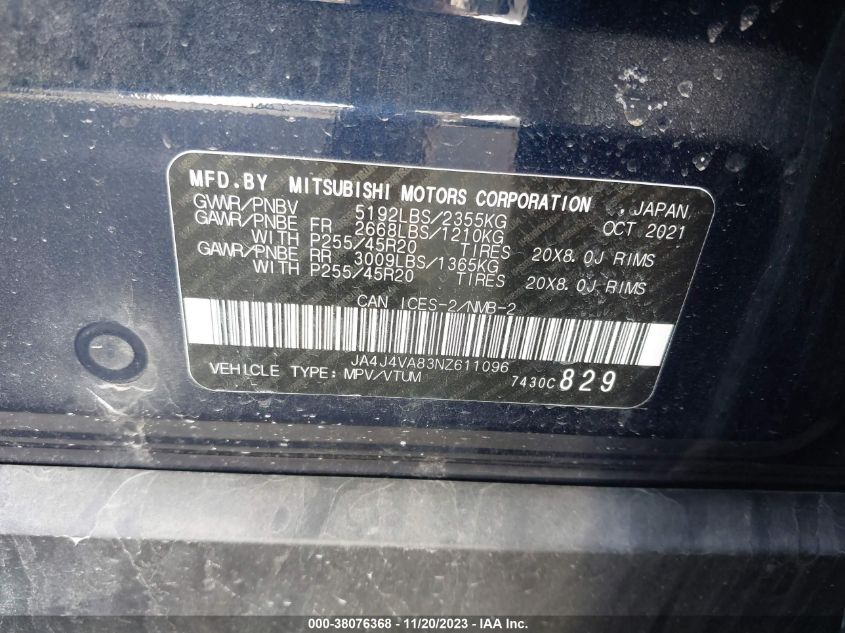 MFD.BY MITSUBISHI MOTORS CORPORATION , JAPAN
GVWR/PNBV 5192LBS/2355KG OCT 2021
GAWR/PNBE FR 2668LBS/1210KG
WITH P255/45R20 TIRES 20X8.0J RIMS
GAWR/PNBE RR 3009LBS/1365KG
WITH P255/45R20 TIRES 20X8.0J RIMS
CAN ICES-2/NMB-2
JA4J4VA83NZ611096
VEHICLE TYPE: MPV/VTUM 7430C 829
000-38076368 - 11/20/2023 - IAA Inc.